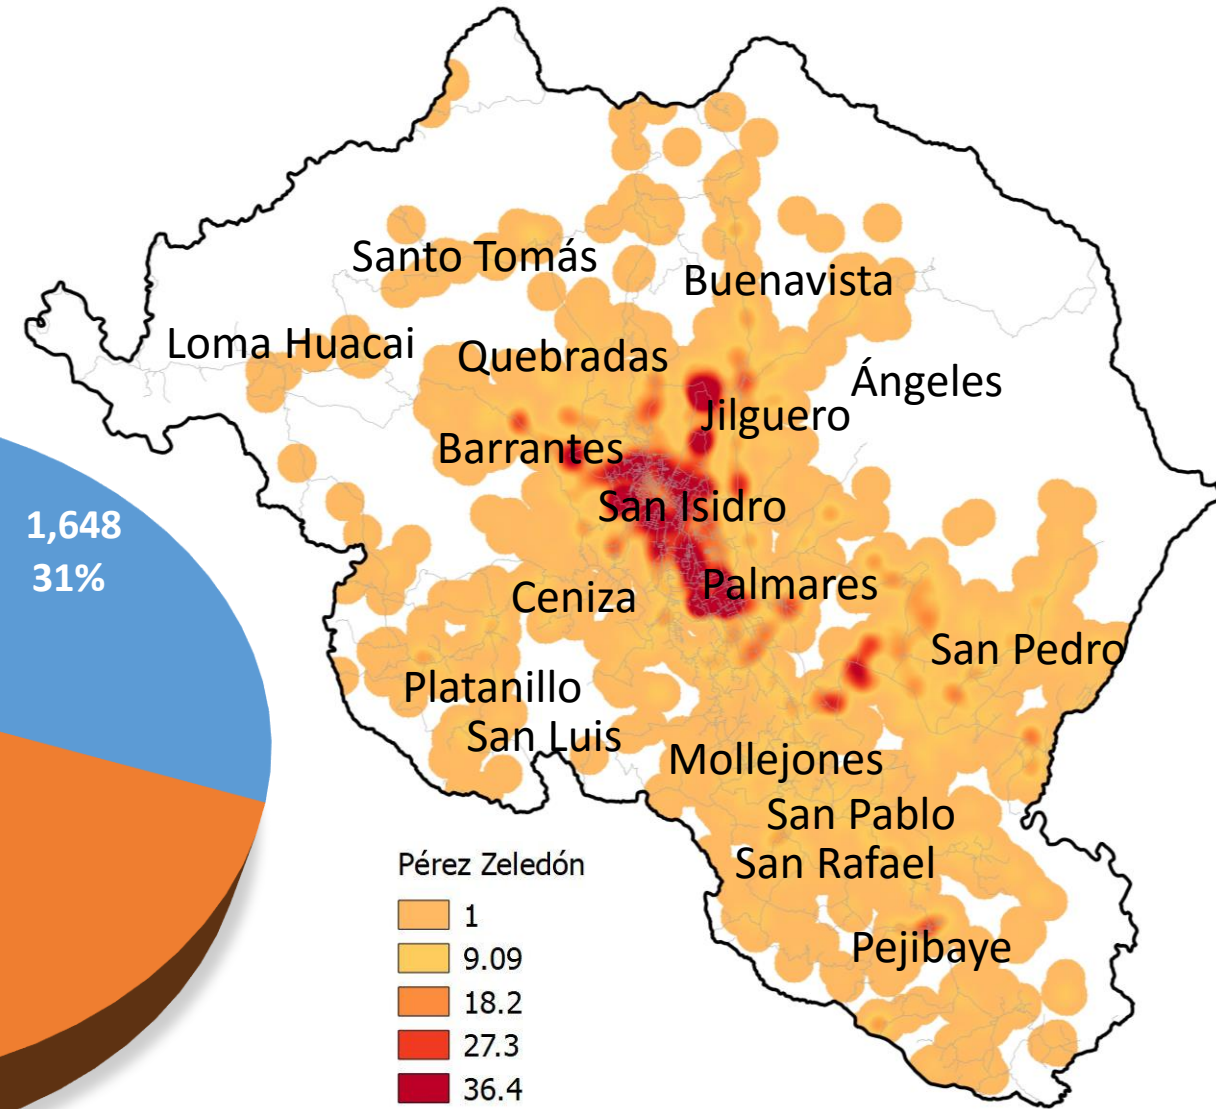 Santo Tomás
Buenavista
Loma Huacai
Quebradas
Ángeles
Jilguero
Barrantes
San Isidro
1,648
31%
Palmares
Ceniza
San Pedro
Platanillo
San Luis
Mollejones
San Pablo
San Rafael
Pejibaye
Pérez Zeledón
1
9.09
18.2
27.3
36.4